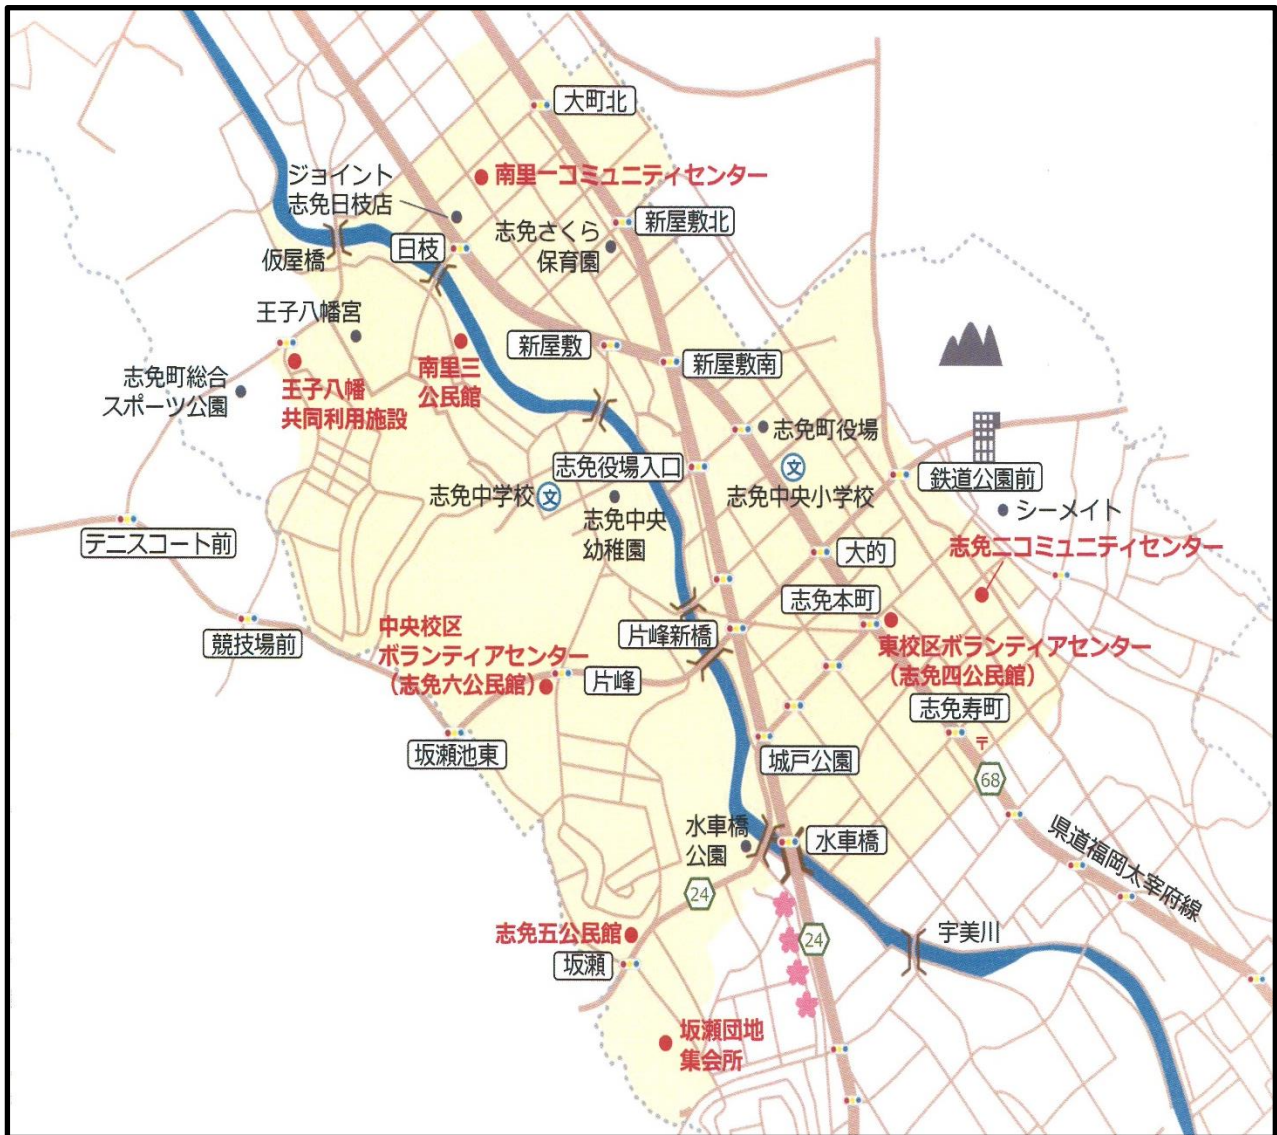 大町北
ジョイント
志免日枝店
南里一コミュニティセンター
新屋敷北
志免さくら
保育園
仮屋橋
日枝
王子八幡宮
新屋敷
新屋敷南
南里三
公民館
志免町総合
スポーツ公園
王子八幡
共同利用施設
志免町役場
志免役場入口
文
志免中央小学校
鉄道公園前
志免中学校
文
志免中央
幼稚園
シーメイト
テニスコート前
大的
志免二コミュニティセンター
志免本町
競技場前
中央校区
ボランティアセンター
(志免六公民館)
片峰新橋
東校区ボランティアセンター
(志免四公民館)
片峰
志免寿町
〒
坂瀬池東
城戸公園
68
水車橋
公園
水車橋
県道福岡太宰府線
24
志免五公民館
坂瀬
24
宇美川
坂瀬団地
集会所